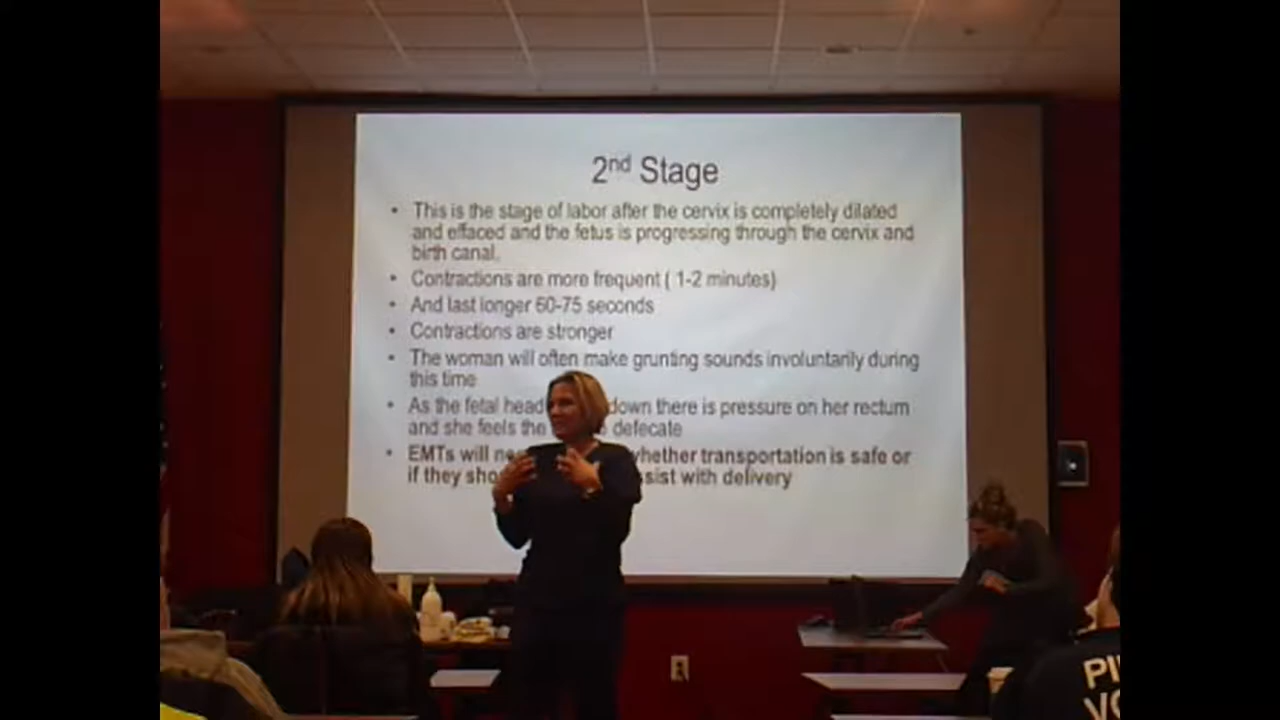 2nd Stage
• This is the stage of labor after the cervix is completely dilated
and effaced and the fetus is progressing through the cervix and
birth canal.
• Contractions are more frequent ( 1-2 minutes)
• And last longer 60-75 seconds
• Contractions are stronger
• The woman will often make grunting sounds involuntarily during
this time
• As the fetal head down there is pressure on her rectum
and she feels the defecate
• EMTs will whether transportation is safe or
if they with delivery